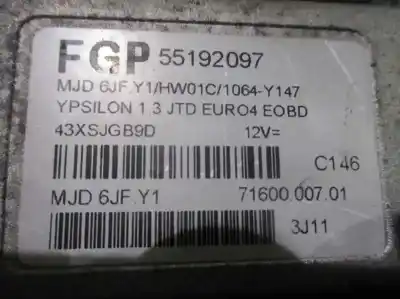 FGP 55192097
MJD 6JF.Y1/HW01C/1064-Y147
YPSILON 1.3 JTD EURO4 EOBD
43XSJGB9D 12V=
C146
MJD 6JF.Y1 71600.007.01
3J11